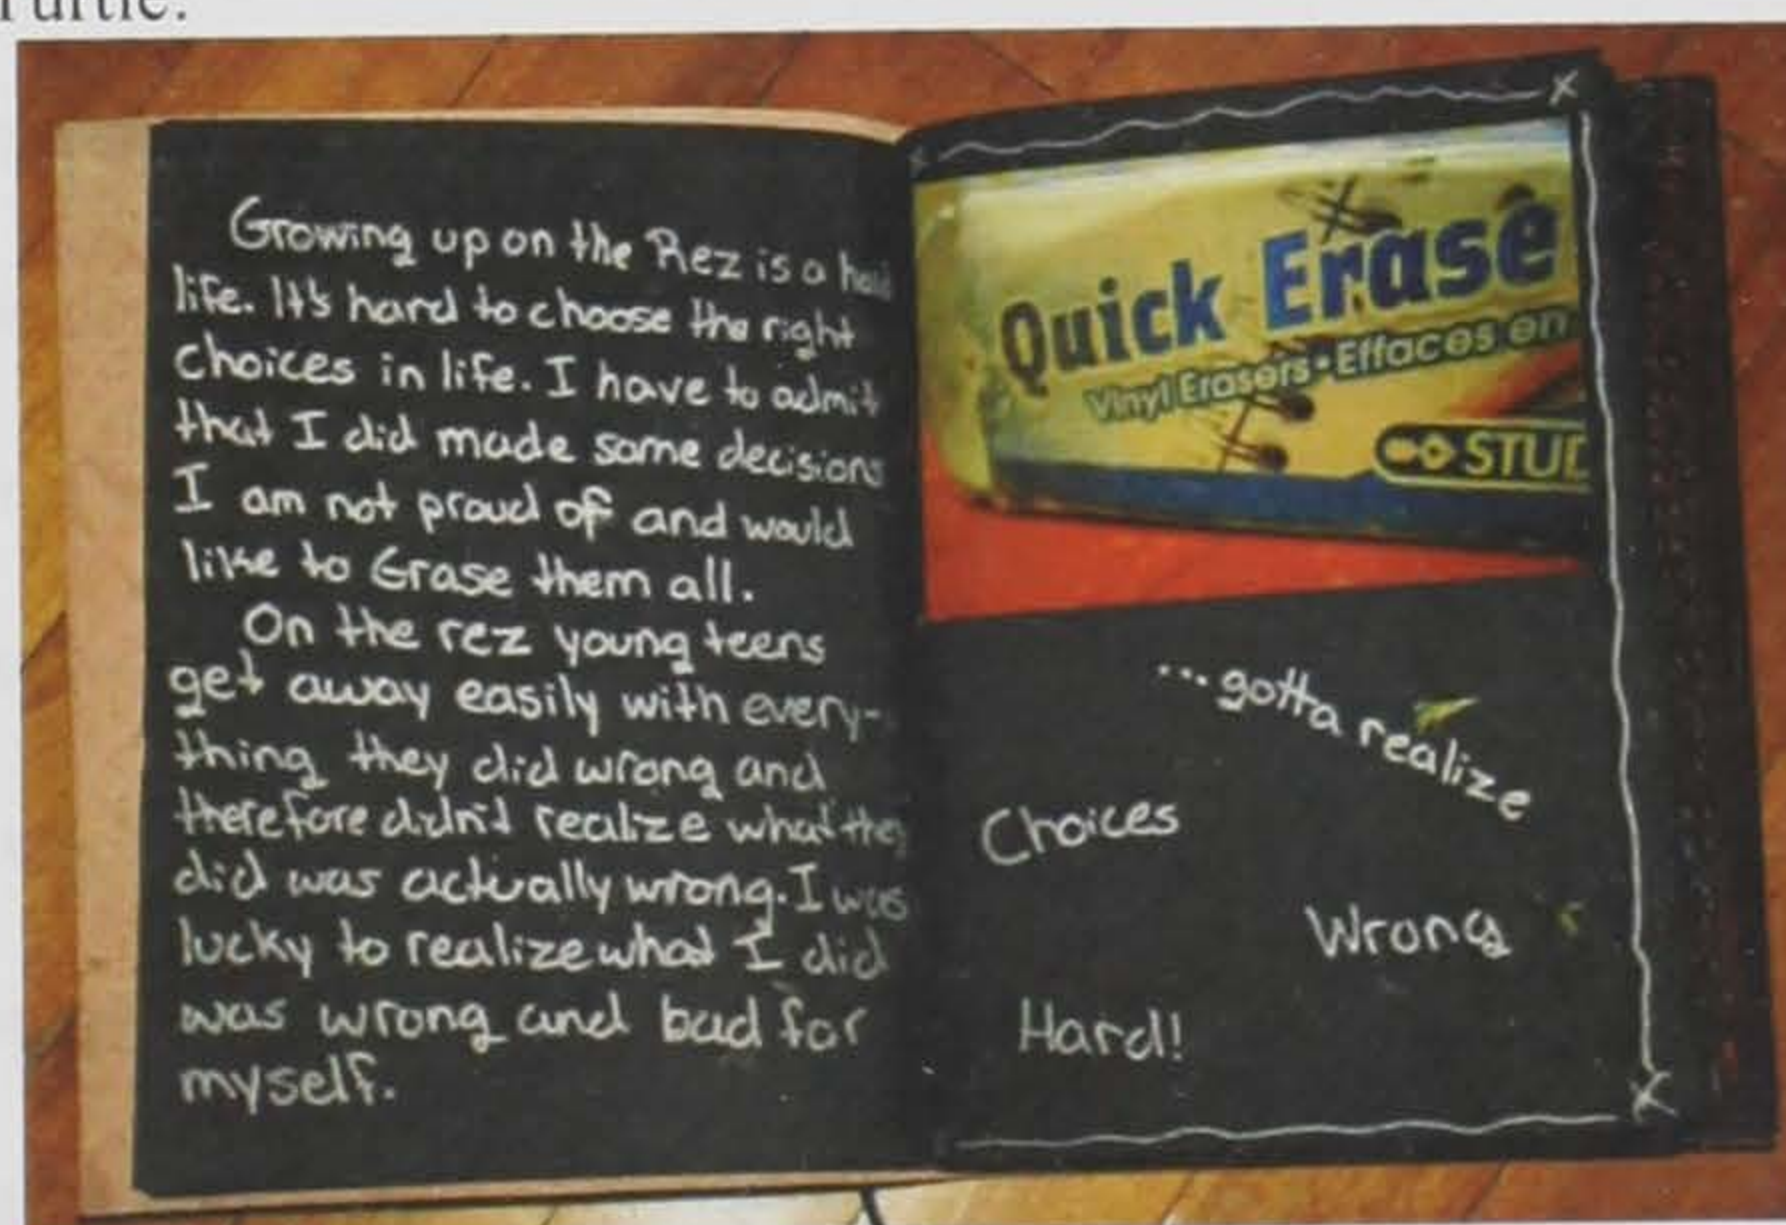 Turtle.
Growing up on the Rez is a hard
life. It's hard to choose the right
choices in life. I have to admit
that I did made some decisions
I am not proud of and would
like to Erase them all.
On the rez young teens
get away easily with every-
thing they did wrong and
therefore didn't realize what they
did was actually wrong. I was
lucky to realize what I did
was wrong and bad for
myself.
Quick Erase
Vinyl Erasers • Effaces en
STUD
...gotta realize
Choices
Wrong
Hard!